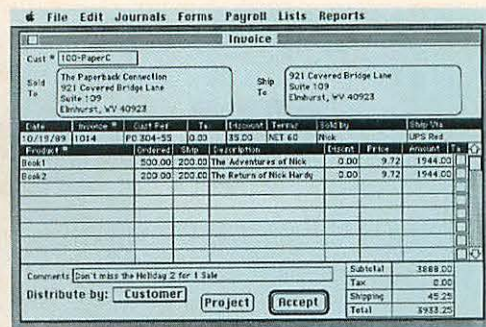 File Edit Journals Forms Payroll Lists Reports
Invoice
Cust # 100-PaperC
Sold To
The Paperback Connection
921 Covered Bridge Lane
Suite 109
Elmhurst, WV 40923
Ship To
921 Covered Bridge Lane
Suite 109
Elmhurst, WV 40923
Date Invoice # Cust Ref Tx Discount Terms Sold by Ship Via
10/19/89 1014 PO 304-55 0.00 35.00 NET 60 Nick UPS Red
Product # Ordered Ship Description Discnt Price Amount Tx
Book1 500.00 200.00 The Adventures of Nick 0.00 9.72 1944.00
Book2 200.00 200.00 The Return of Nick Hardy 0.00 9.72 1944.00
Comments Don't miss the Holiday 2 for 1 Sale
Subtotal 3888.00
Tax 0.00
Shipping 45.25
Total 3933.25
Distribute by: Customer Project Accept